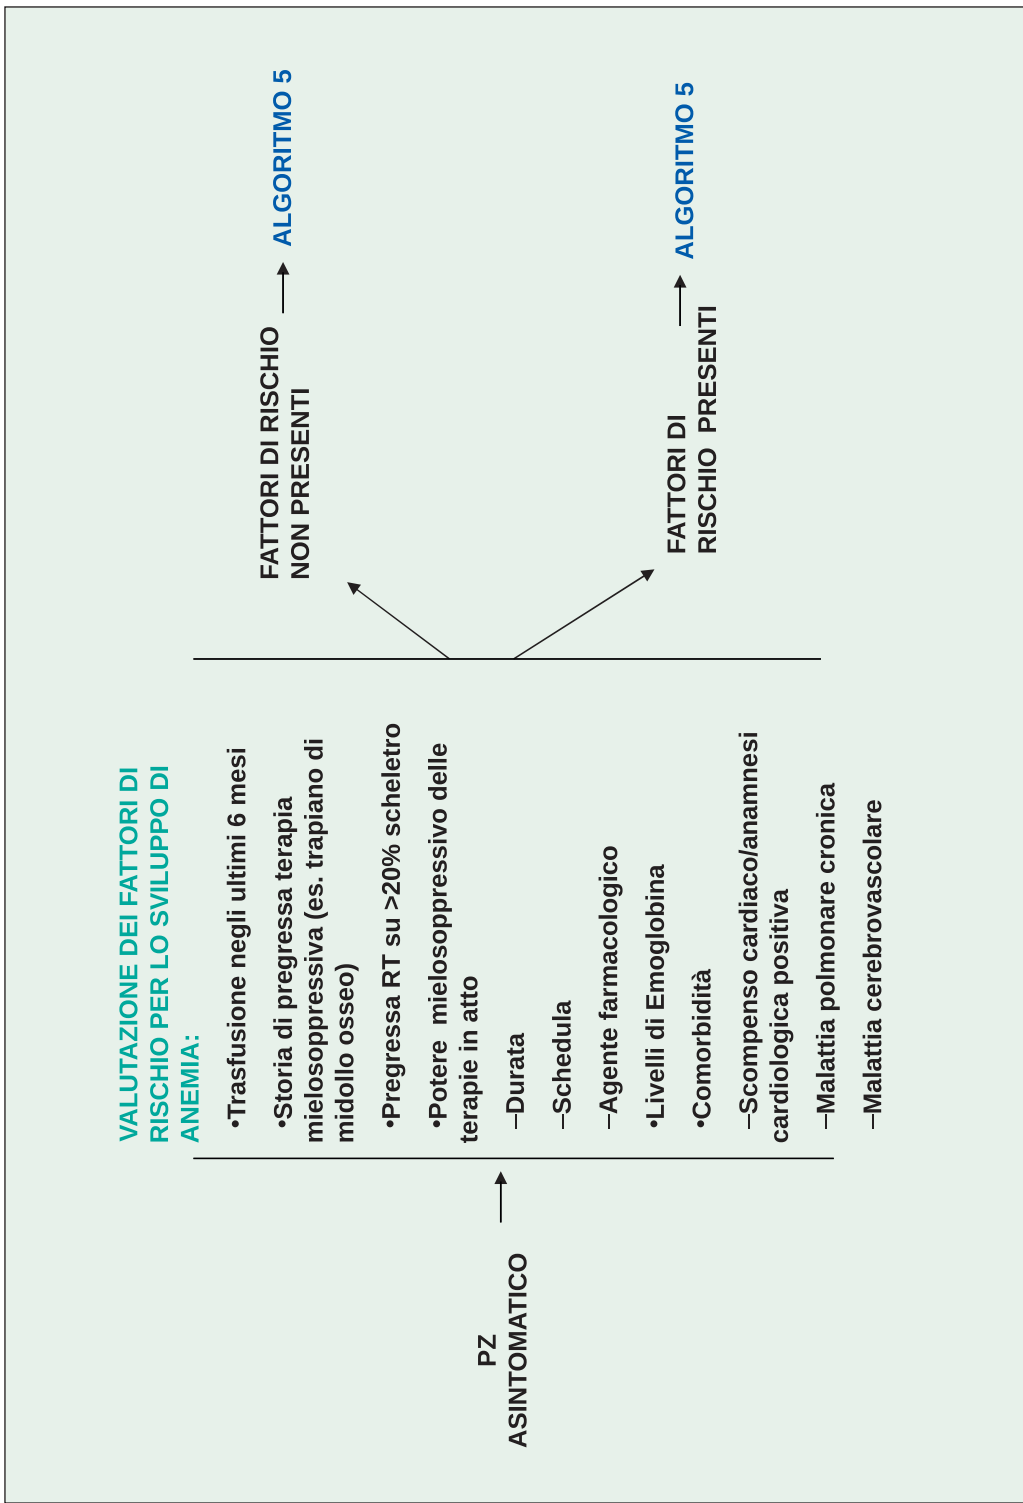 VALUTAZIONE DEI FATTORI DI
RISCHIO PER LO SVILUPPO DI
ANEMIA:
PZ
ASINTOMATICO
•Trasfusione negli ultimi 6 mesi
•Storia di pregressa terapia
mielosoppressiva (es. trapiano di
midollo osseo)
•Pregressa RT su >20% scheletro
•Potere mielosoppressivo delle
terapie in atto
–Durata
–Schedula
–Agente farmacologico
•Livelli di Emoglobina
•Comorbidità
–Scompenso cardiaco/anamnesi
cardiologica positiva
–Malattia polmonare cronica
–Malattia cerebrovascolare
FATTORI DI RISCHIO
NON PRESENTI
ALGORITMO 5
FATTORI DI
RISCHIO PRESENTI
ALGORITMO 5